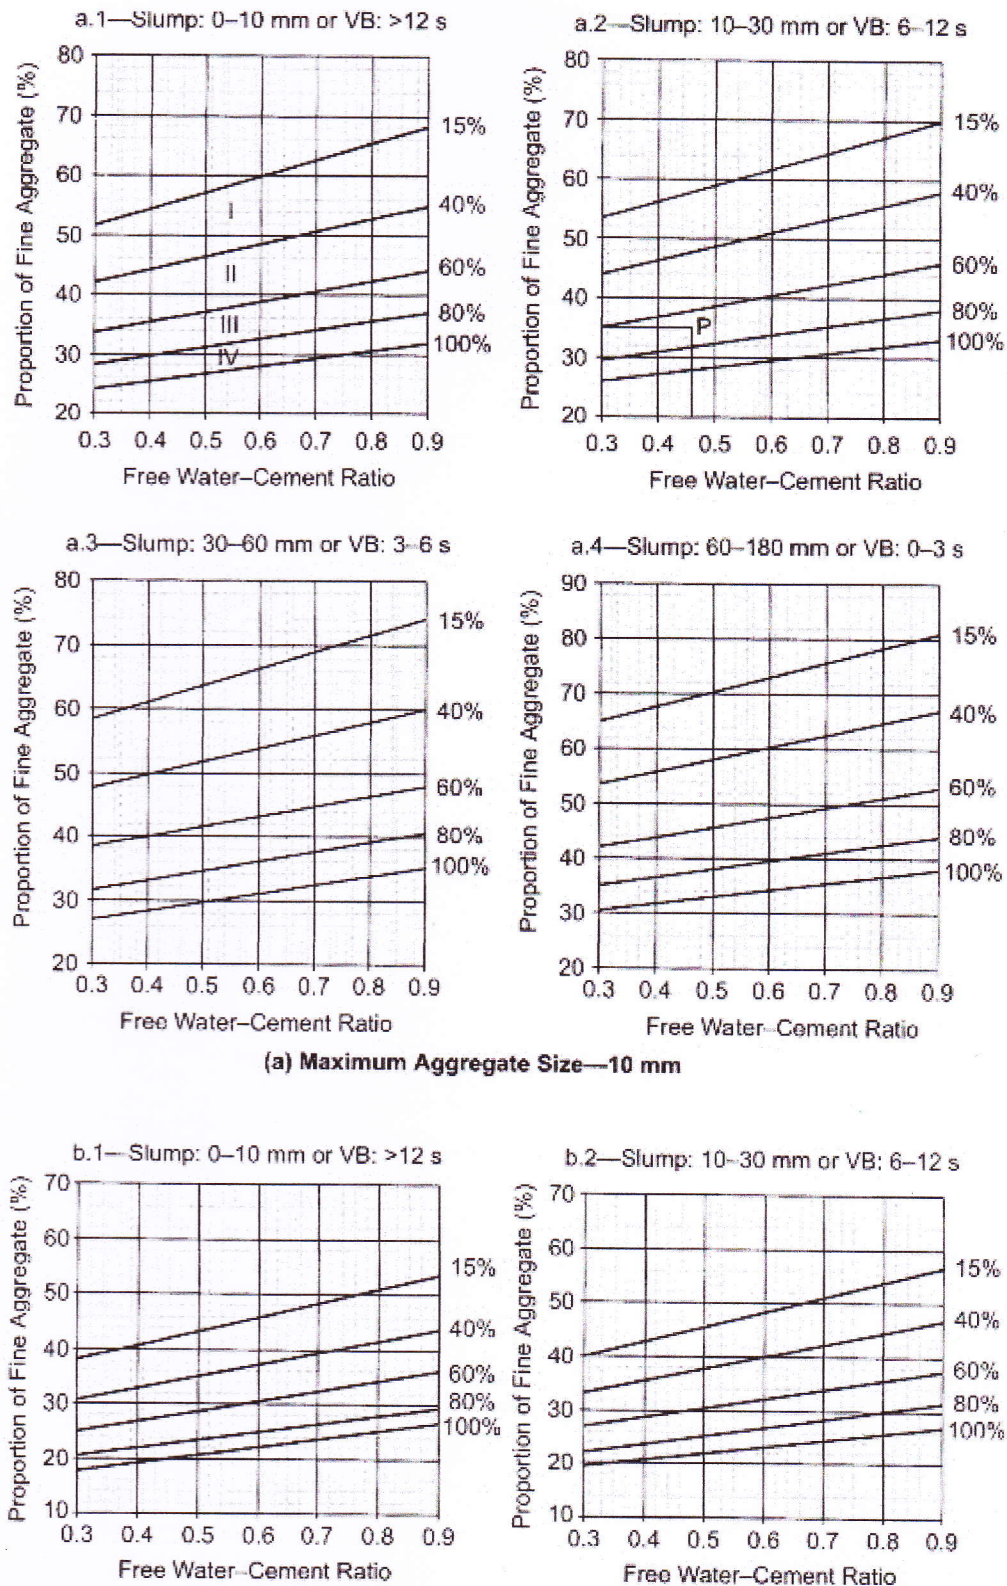 a.1—Slump: 0–10 mm or VB: >12 s
Proportion of Fine Aggregate (%)
80
70
60
50
40
30
20
15%
40%
60%
80%
100%
I
II
III
IV
0.3 0.4 0.5 0.6 0.7 0.8 0.9
Free Water–Cement Ratio
a.2—Slump: 10–30 mm or VB: 6–12 s
Proportion of Fine Aggregate (%)
80
70
60
50
40
30
20
15%
40%
60%
80%
100%
P
0.3 0.4 0.5 0.6 0.7 0.8 0.9
Free Water–Cement Ratio
a.3—Slump: 30–60 mm or VB: 3–6 s
Proportion of Fine Aggregate (%)
80
70
60
50
40
30
20
15%
40%
60%
80%
100%
0.3 0.4 0.5 0.6 0.7 0.8 0.9
Free Water–Cement Ratio
a.4—Slump: 60–180 mm or VB: 0–3 s
Proportion of Fine Aggregate (%)
90
80
70
60
50
40
30
20
15%
40%
60%
80%
100%
0.3 0.4 0.5 0.6 0.7 0.8 0.9
Free Water–Cement Ratio
(a) Maximum Aggregate Size—10 mm
b.1—Slump: 0–10 mm or VB: >12 s
Proportion of Fine Aggregate (%)
70
60
50
40
30
20
10
15%
40%
60%
80%
100%
0.3 0.4 0.5 0.6 0.7 0.8 0.9
Free Water–Cement Ratio
b.2—Slump: 10–30 mm or VB: 6–12 s
Proportion of Fine Aggregate (%)
70
60
50
40
30
20
10
15%
40%
60%
80%
100%
0.3 0.4 0.5 0.6 0.7 0.8 0.9
Free Water–Cement Ratio